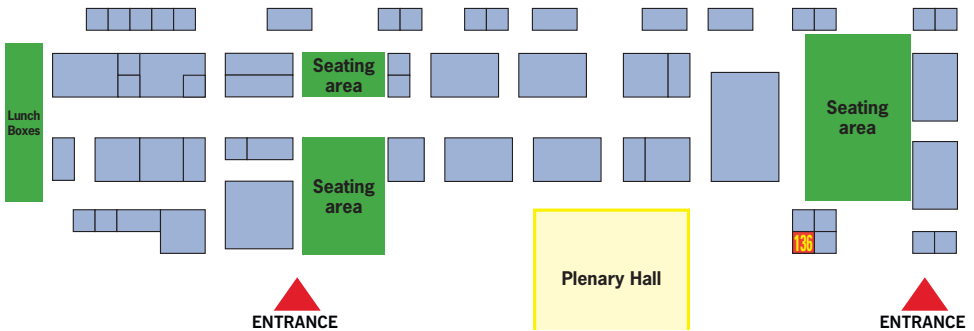 Seating
area
Lunch
Boxes
Seating
area
Seating
area
136
Plenary Hall
ENTRANCE
ENTRANCE